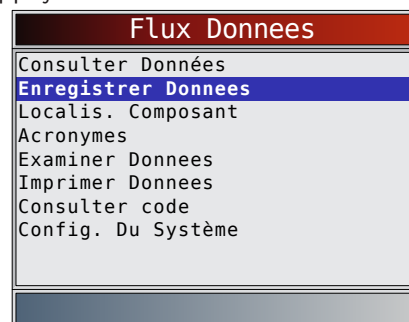 Flux Donnees
Consulter Données
Enregistrer Donnees
Localis. Composant
Acronymes
Examiner Donnees
Imprimer Donnees
Consulter code
Config. Du Système